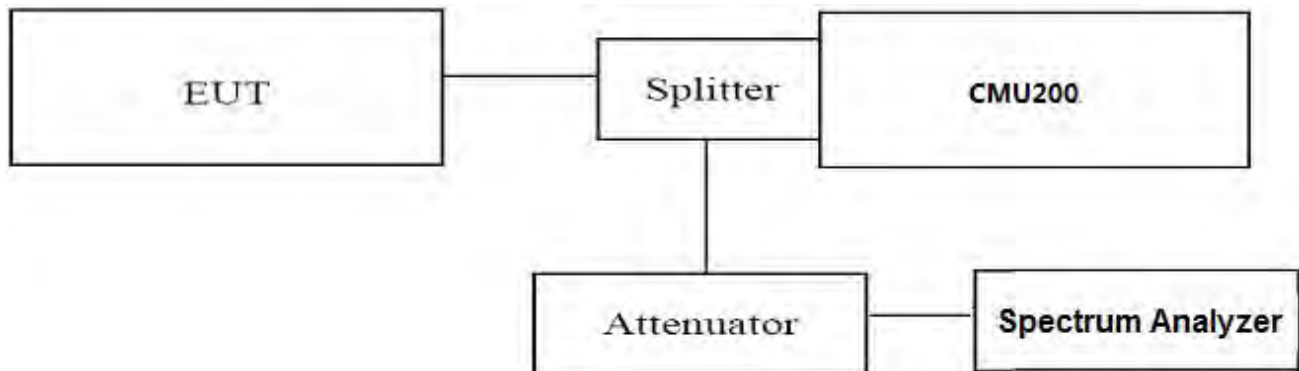 EUT
Splitter
CMU200
Attenuator
Spectrum Analyzer